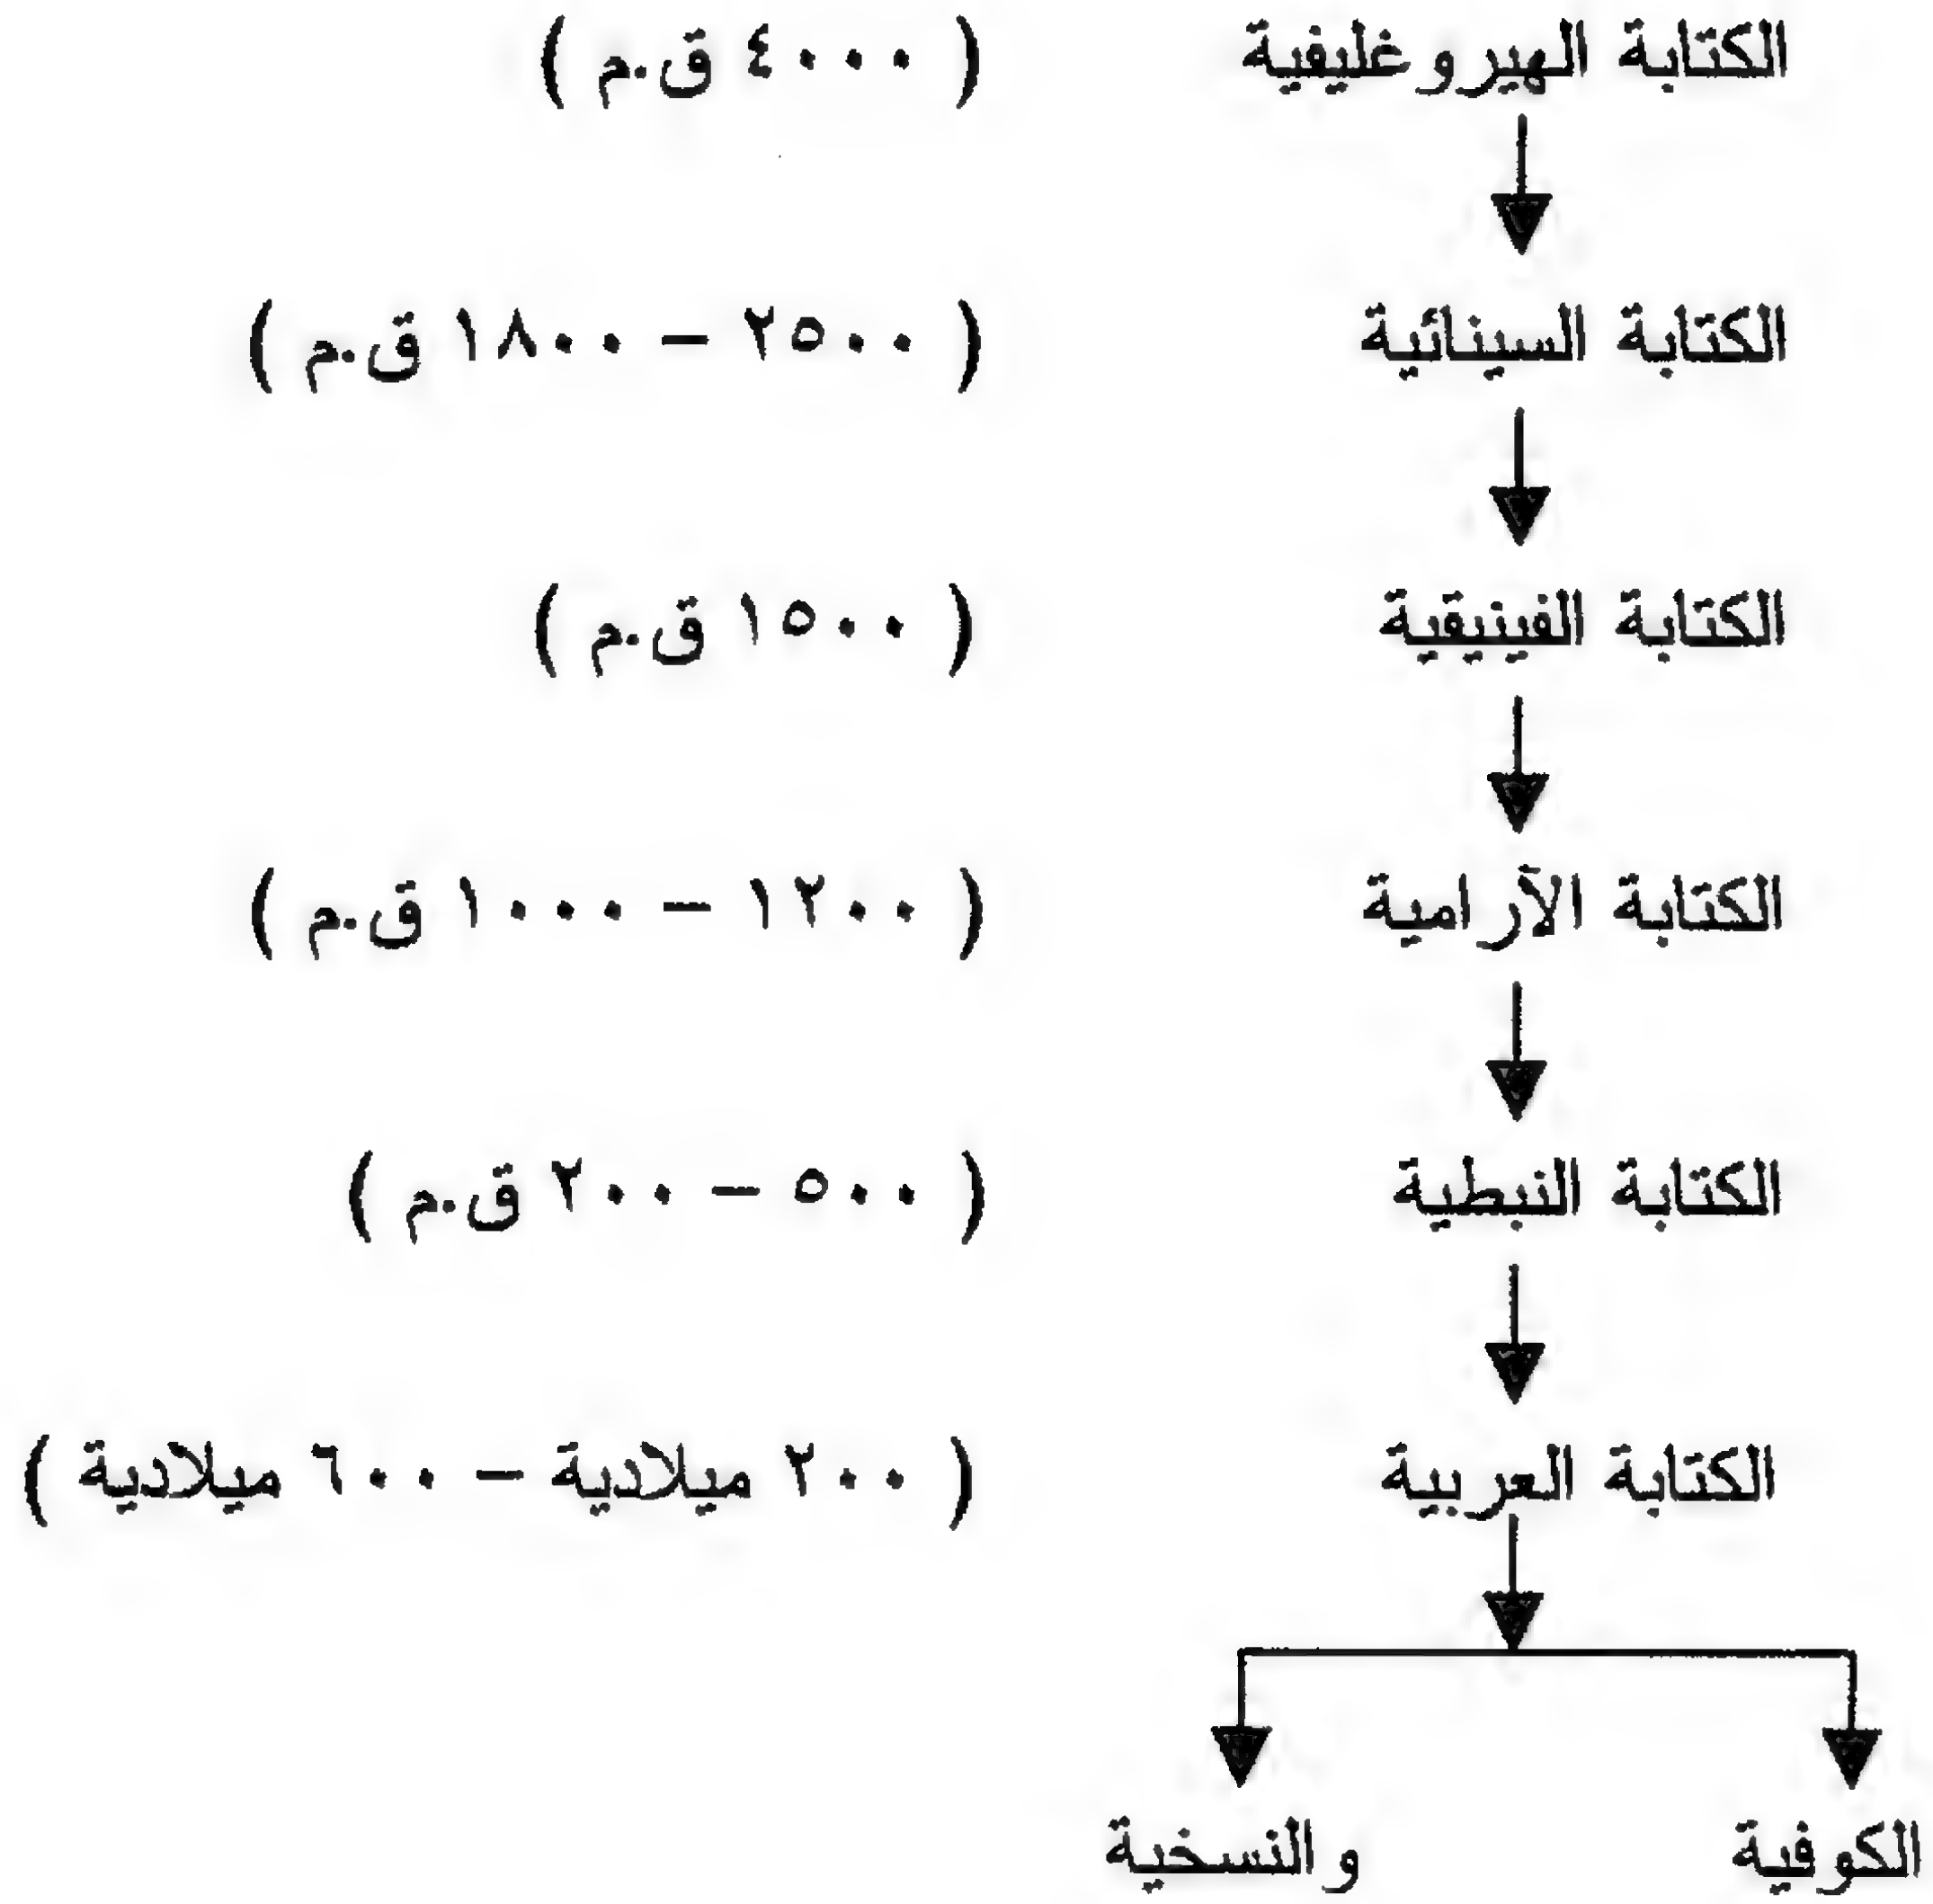 الكتابة الهيروغليفية ( ٤٠٠٠ ق.م )
الكتابة السينائية ( ٢٥٠٠ – ١٨٠٠ ق.م )
الكتابة الفينيقية ( ١٥٠٠ ق.م )
الكتابة الآرامية ( ١٢٠٠ – ١٠٠٠ ق.م )
الكتابة النبطية ( ٥٠٠ – ٢٠٠ ق.م )
الكتابة العربية ( ٢٠٠ ميلادية – ٦٠٠ ميلادية )
الكوفية والنسخية